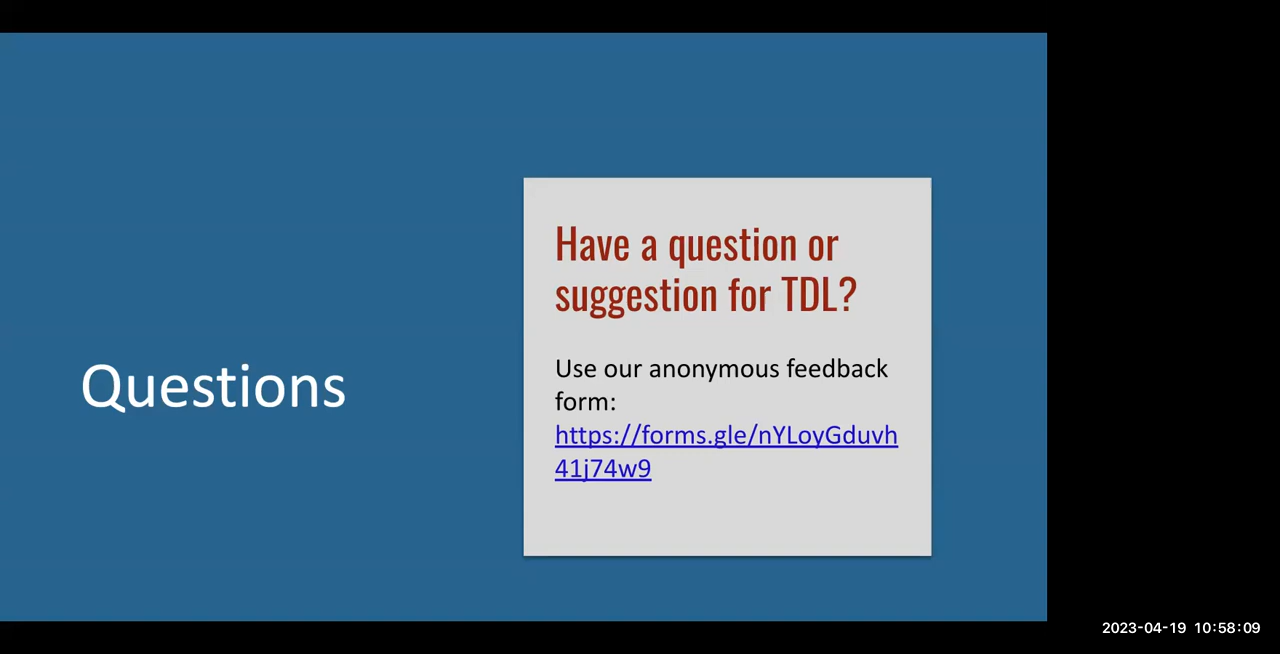 Questions
Have a question or
suggestion for TDL?
Use our anonymous feedback
form:
https://forms.gle/nYLoyGduvh
41j74w9
2023-04-19 10:58:09